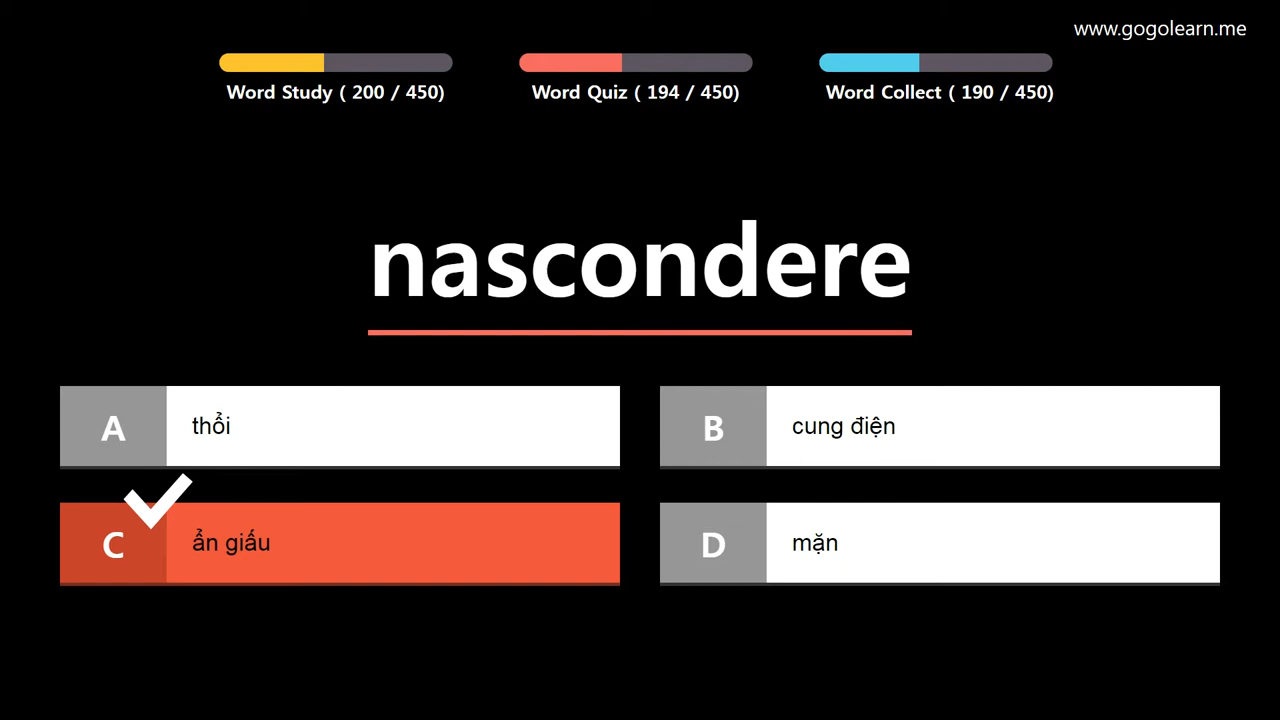 www.gogolearn.me
Word Study ( 200 / 450)
Word Quiz ( 194 / 450)
Word Collect ( 190 / 450)
nascondere
A thổi
B cung điện
C ẩn giấu
D mặn